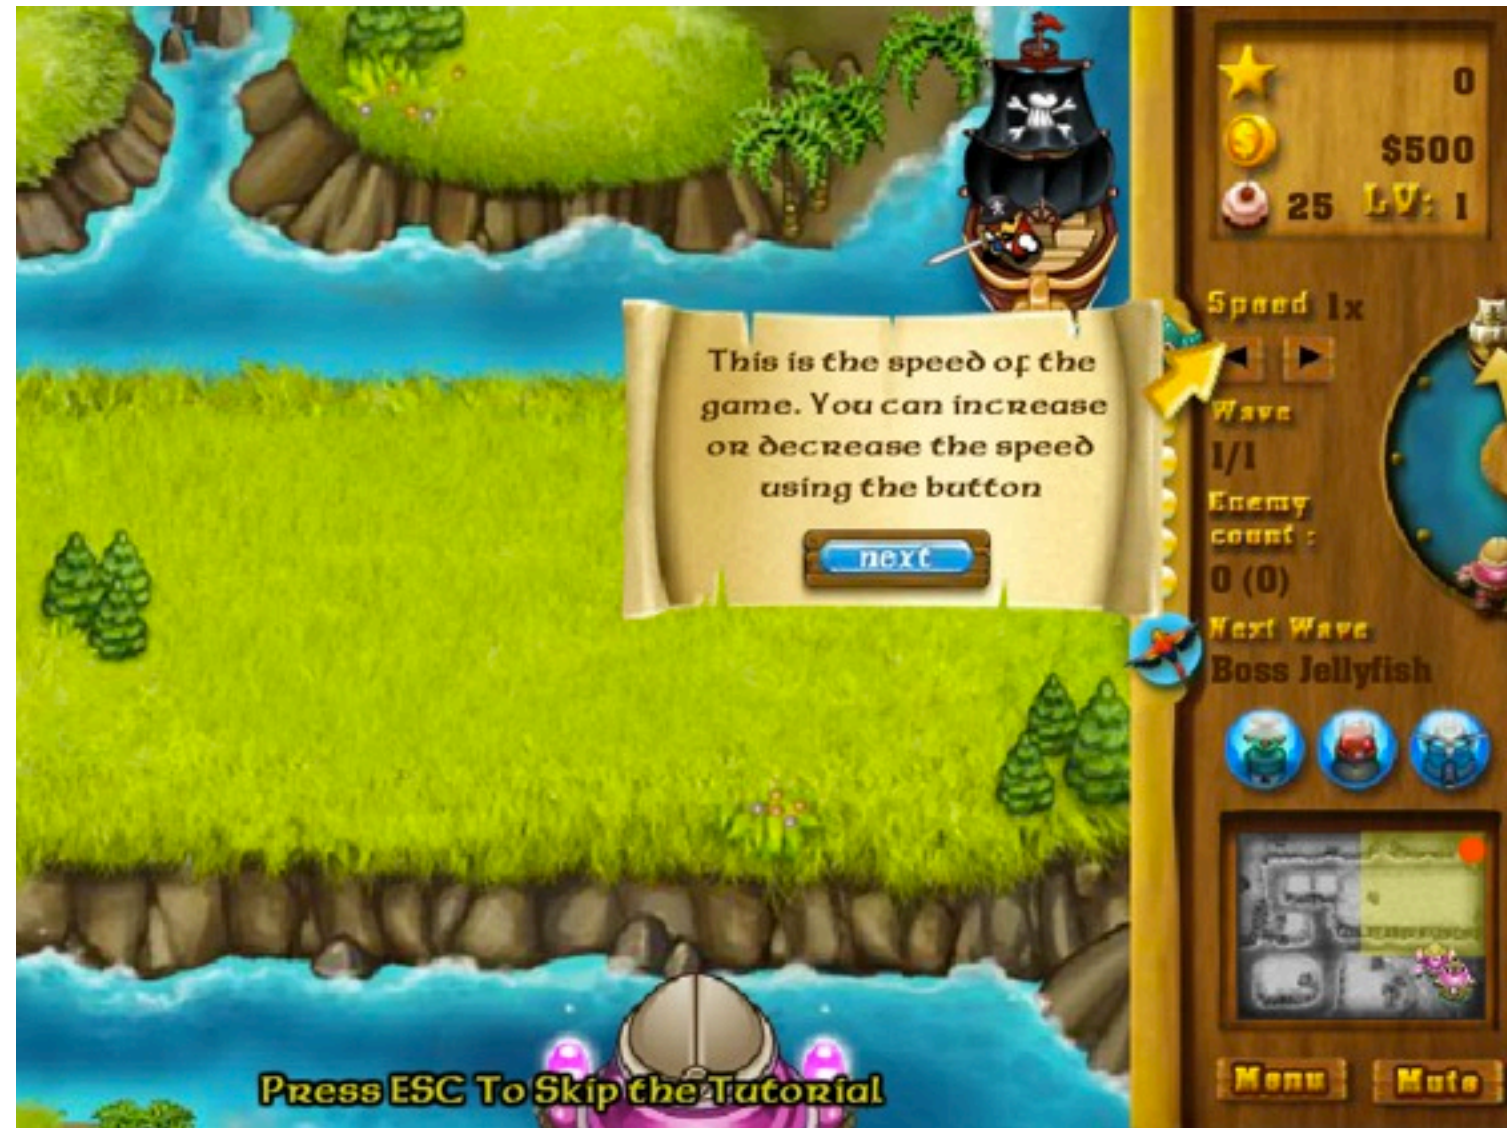 0
$500
25 LV: 1
Speed 1x
This is the speed of the
game. You can increase
or decrease the speed
using the button
next
Wave
1/1
Enemy
count :
0 (0)
Next Wave
Boss Jellyfish
Menu Mute
Press ESC To Skip the Tutorial